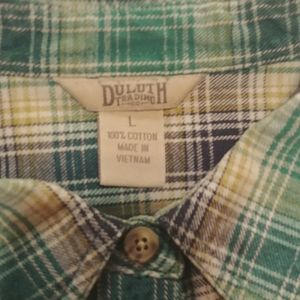 DULUTH
TRADING
L
100% COTTON
MADE IN
VIETNAM